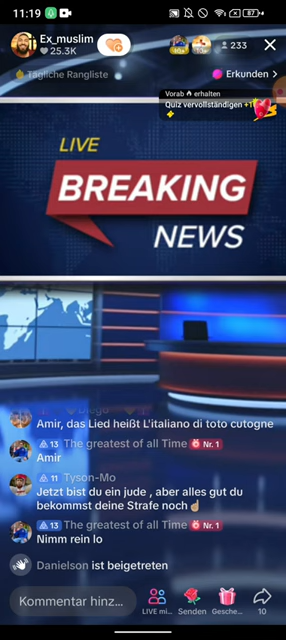 11:19
87
Ex_muslim
25.3K
233
Tägliche Rangliste
Erkunden >
Vorab erhalten
Quiz vervollständigen +1
LIVE
BREAKING
NEWS
Amir, das Lied heißt L'italiano di toto cutogne
13 The greatest of all Time Nr. 1
Amir
11 Tyson-Mo
Jetzt bist du ein jude , aber alles gut du
bekommst deine Strafe noch
13 The greatest of all Time Nr. 1
Nimm rein lo
Danielson ist beigetreten
Kommentar hinz...
LIVE mi... Senden Gesche... 10